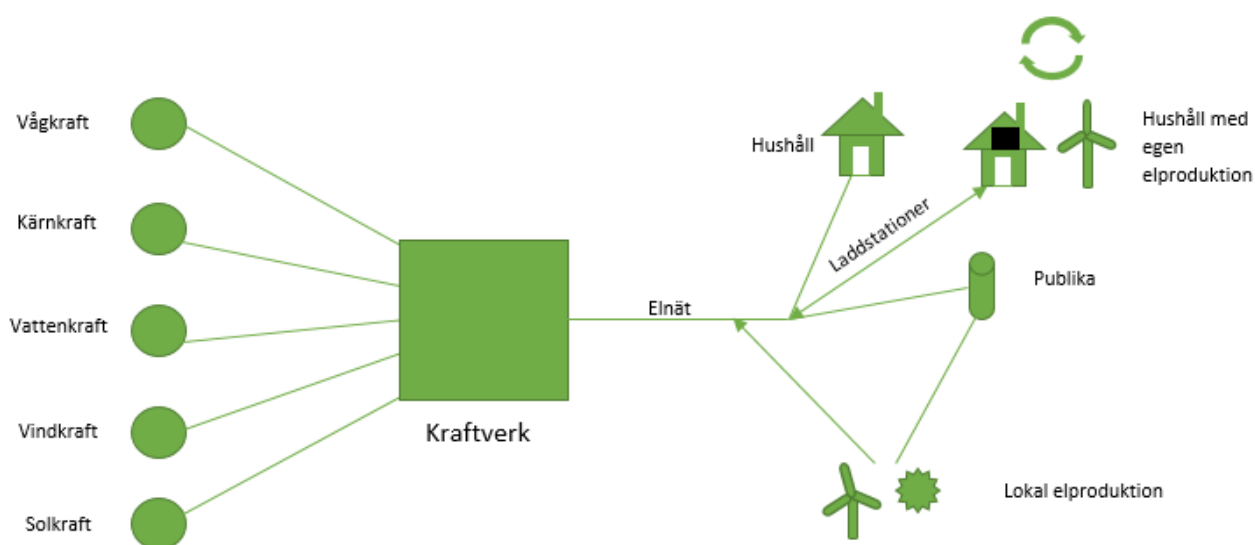 Vågkraft
Kärnkraft
Vattenkraft
Vindkraft
Solkraft
Kraftverk
Elnät
Hushåll
Laddstationer
Hushåll med
egen
elproduktion
Publika
Lokal elproduktion